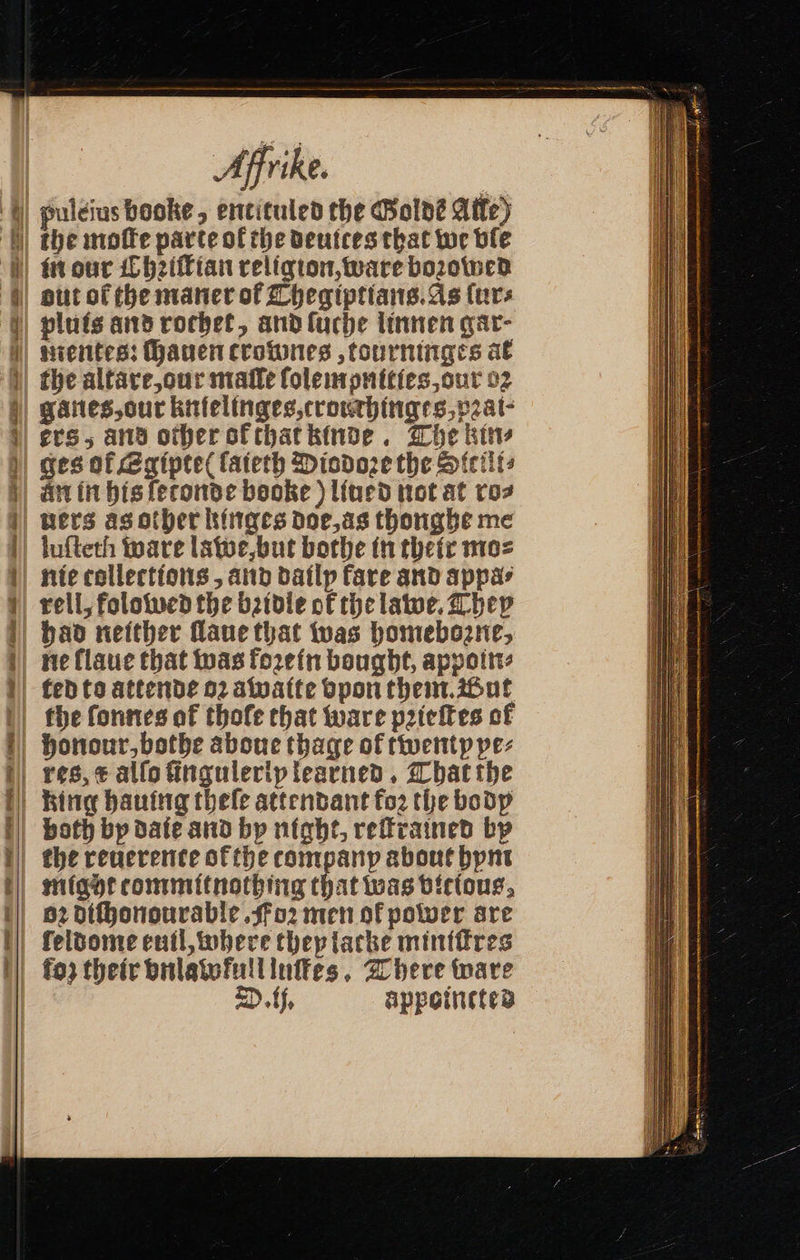 Affrike.
puleius booke, entituled the Goldē Asse)
the moste parte of the deuices that we vse
in our Christian religion, ware borowed
out of the maner of Thegiptians. As sur-
pluis and rochet, and suche linnen gar-
mentes: shauen crownes, tourninges at
the altare, our masse solempnities, our or
ganes, our knielinges, crouchinges, prai-
ers, and other of that kinde. The kin-
ges of Egipte (saieth Diodore the Sicili-
an in his seconde booke) liued not at ro-
uers as other kinges doe, as thonghe me
lusteth ware lawe, but bothe in their mo-
nie collections, and daily fare and appa-
rell, folowed the bridle of the lawe. They
had neither slaue that was homeborne,
ne slaue that was forein bought, appoin-
ted to attende or awaite vpon them. But
the sonnes of those that ware priestes of
honour, bothe aboue thage of twenty ye-
res, & also singulerly learned. That the
King hauing these attendant for the body
both by daie and by night, restrained by
the reuerence of the company about hym
might commit nothing that was vicious,
or dishonourable. For men of power are
seldome euil, where they lacke ministres
for their vnlawfull lustes. There ware
D.ij. appoincted